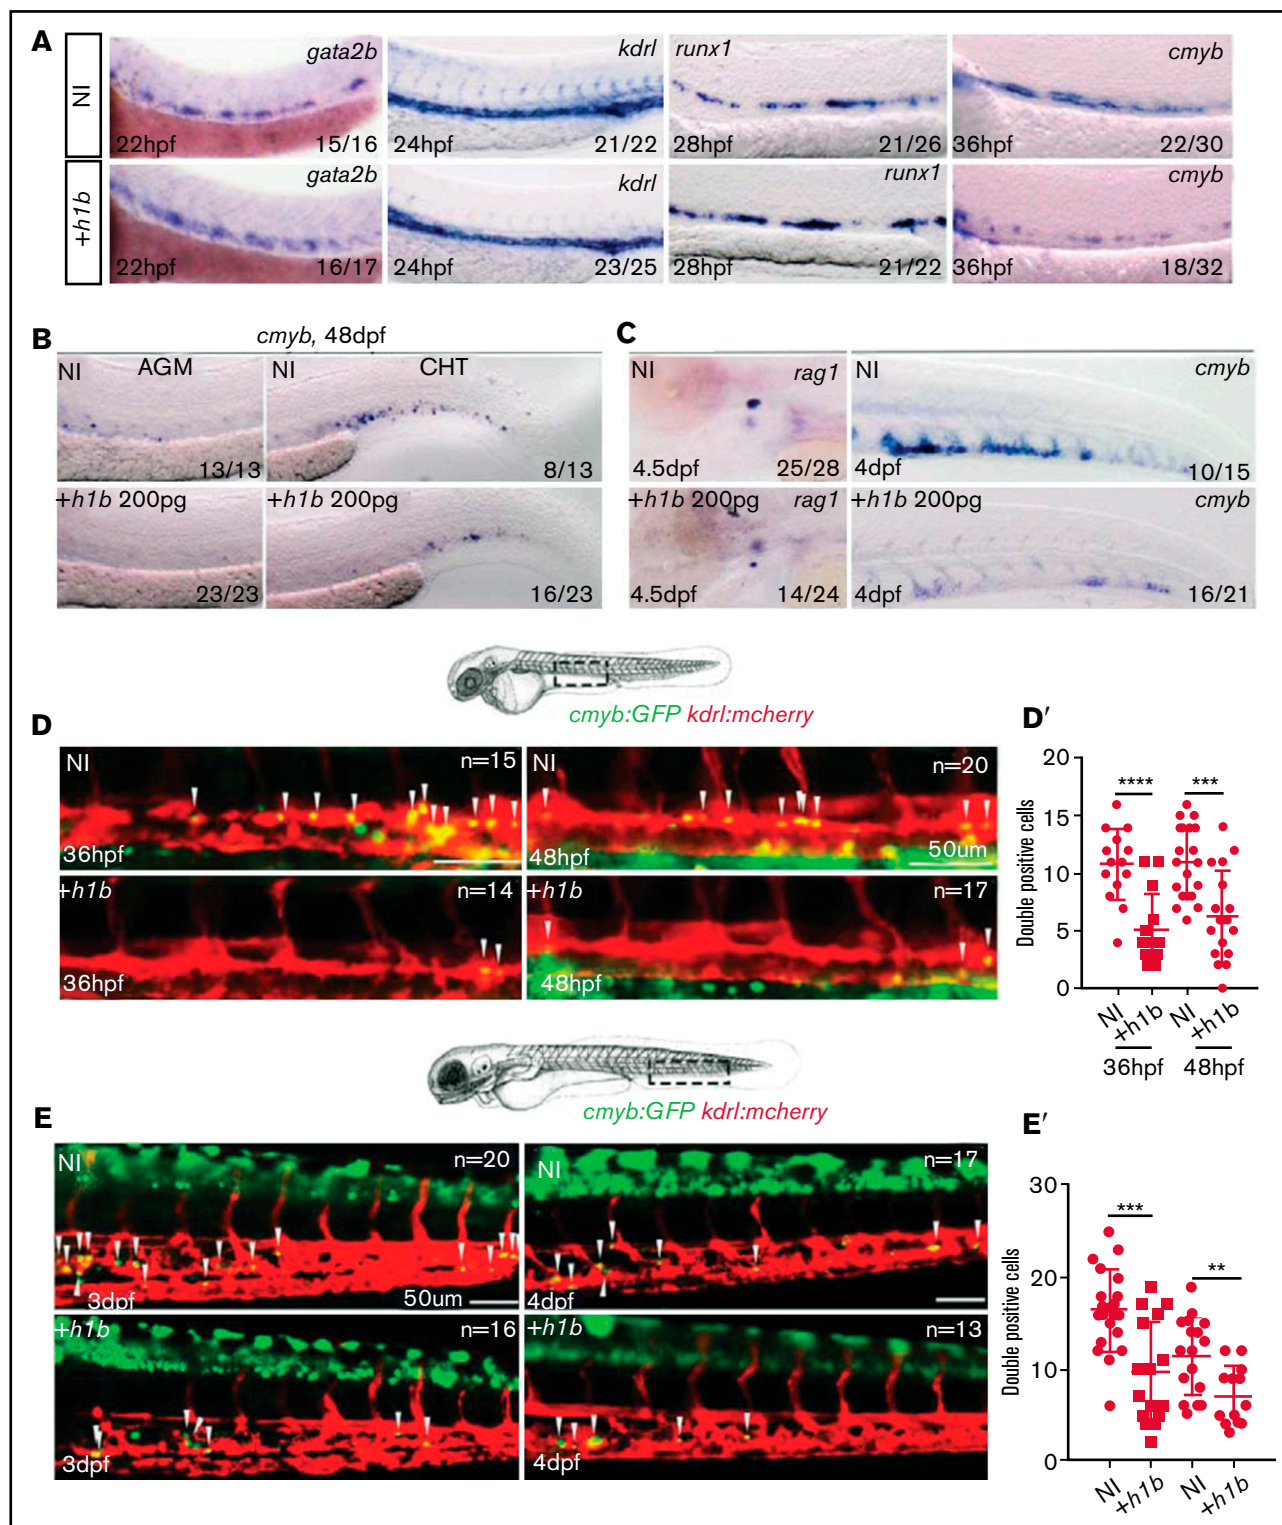 A
NI
gata2b
22hpf
15/16
kdrl
24hpf
21/22
runx1
28hpf
21/26
cmyb
36hpf
22/30
+h1b
gata2b
22hpf
16/17
kdrl
24hpf
23/25
runx1
28hpf
21/22
cmyb
36hpf
18/32
B
cmyb, 48dpf
NI
AGM
13/13
NI
CHT
8/13
+h1b 200pg
23/23
+h1b 200pg
16/23
C
NI
rag1
4.5dpf
25/28
NI
cmyb
4dpf
10/15
+h1b 200pg
rag1
4.5dpf
14/24
+h1b 200pg
cmyb
4dpf
16/21
cmyb:GFP kdrl:mcherry
D
NI
n=15
36hpf
NI
n=20
48hpf
50um
+h1b
n=14
36hpf
+h1b
n=17
48hpf
D'
Double positive cells
20
15
10
5
0
****
***
NI
+h1b
NI
+h1b
36hpf
48hpf
cmyb:GFP kdrl:mcherry
E
NI
n=20
3dpf
50um
NI
n=17
4dpf
+h1b
n=16
3dpf
+h1b
n=13
4dpf
E'
Double positive cells
30
20
10
0
***
**
NI
+h1b
NI
+h1b